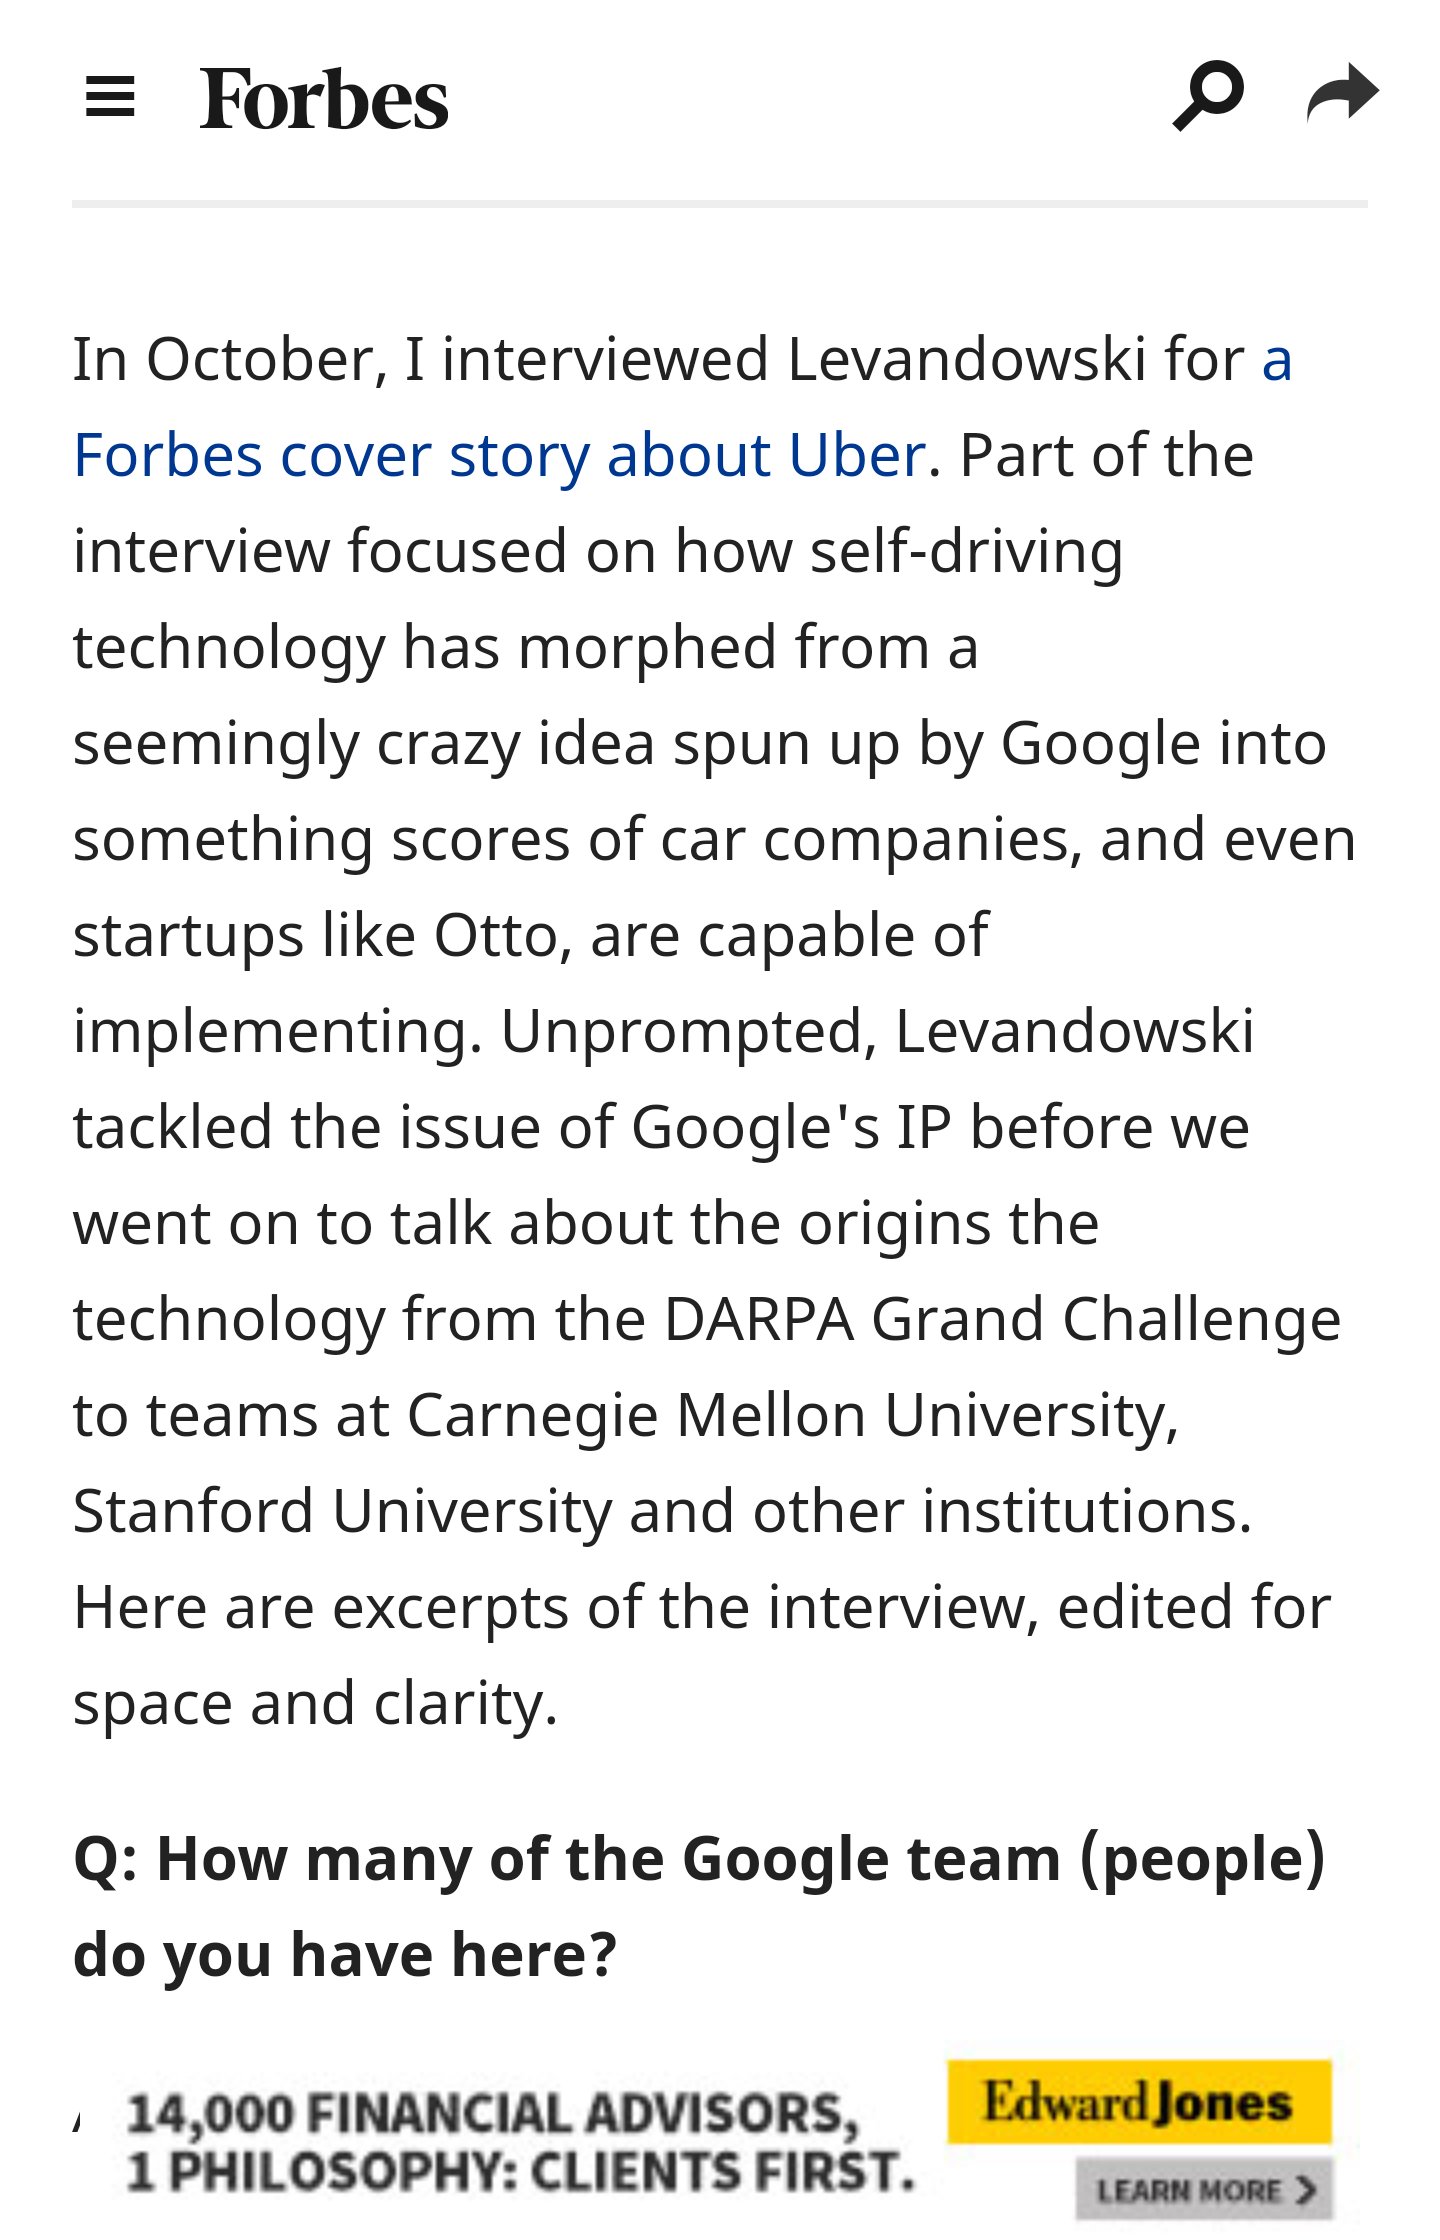 Forbes
In October, I interviewed Levandowski for a
Forbes cover story about Uber. Part of the
interview focused on how self-driving
technology has morphed from a
seemingly crazy idea spun up by Google into
something scores of car companies, and even
startups like Otto, are capable of
implementing. Unprompted, Levandowski
tackled the issue of Google's IP before we
went on to talk about the origins the
technology from the DARPA Grand Challenge
to teams at Carnegie Mellon University,
Stanford University and other institutions.
Here are excerpts of the interview, edited for
space and clarity.
Q: How many of the Google team (people)
do you have here?
14,000 FINANCIAL ADVISORS,
1 PHILOSOPHY: CLIENTS FIRST.
Edward Jones
LEARN MORE